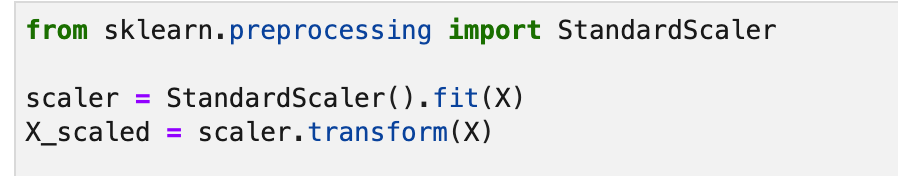 from sklearn.preprocessing import StandardScaler
scaler = StandardScaler().fit(X)
X_scaled = scaler.transform(X)